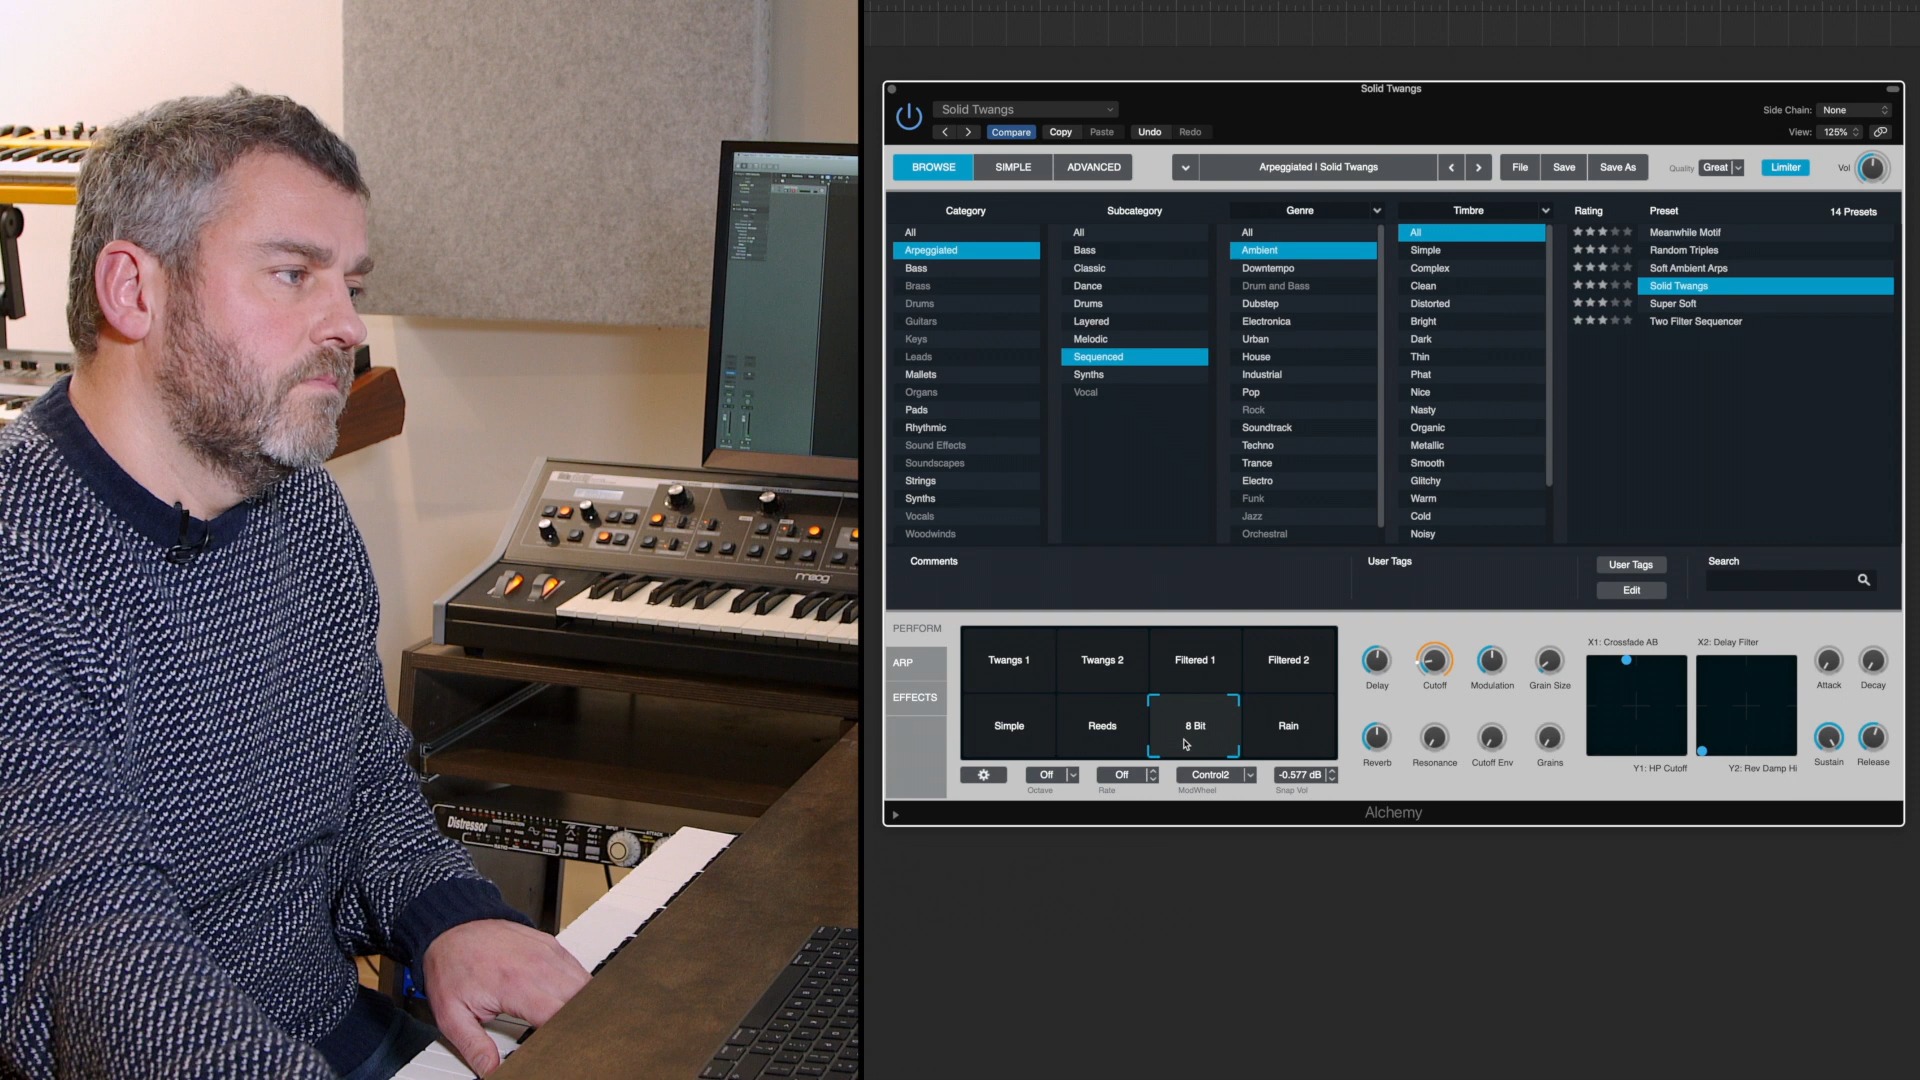 Solid Twangs
Solid Twangs
Side Chain: None
Compare Copy Paste Undo Redo
View: 125%
BROWSE SIMPLE ADVANCED
Arpeggiated | Solid Twangs
File Save Save As
Quality Great
Limiter
Vol
Category Subcategory Genre Timbre Rating Preset 14 Presets
All All All All Meanwhile Motif
Arpeggiated Bass Ambient Simple Random Triples
Bass Classic Downtempo Complex Soft Ambient Arps
Brass Dance Drum and Bass Clean Solid Twangs
Drums Drums Dubstep Distorted Super Soft
Guitars Layered Electronica Bright Two Filter Sequencer
Keys Melodic Urban Dark
Leads Sequenced House Thin
Mallets Synths Industrial Phat
Organs Vocal Pop Nice
Pads Rock Nasty
Rhythmic Soundtrack Organic
Sound Effects Techno Metallic
Soundscapes Trance Smooth
Strings Electro Glitchy
Synths Funk Warm
Vocals Jazz Cold
Woodwinds Orchestral Noisy
Comments User Tags User Tags Search
Edit
PERFORM
ARP
EFFECTS
Twangs 1 Twangs 2 Filtered 1 Filtered 2
Simple Reeds 8 Bit Rain
Off Off Control2 -0.577 dB
Octave Rate ModWheel Snap Vol
Delay Cutoff Modulation Grain Size
Reverb Resonance Cutoff Env Grains
X1: Crossfade AB X2: Delay Filter
Y1: HP Cutoff Y2: Rev Damp Hi
Attack Decay
Sustain Release
Alchemy
moog
Distressor